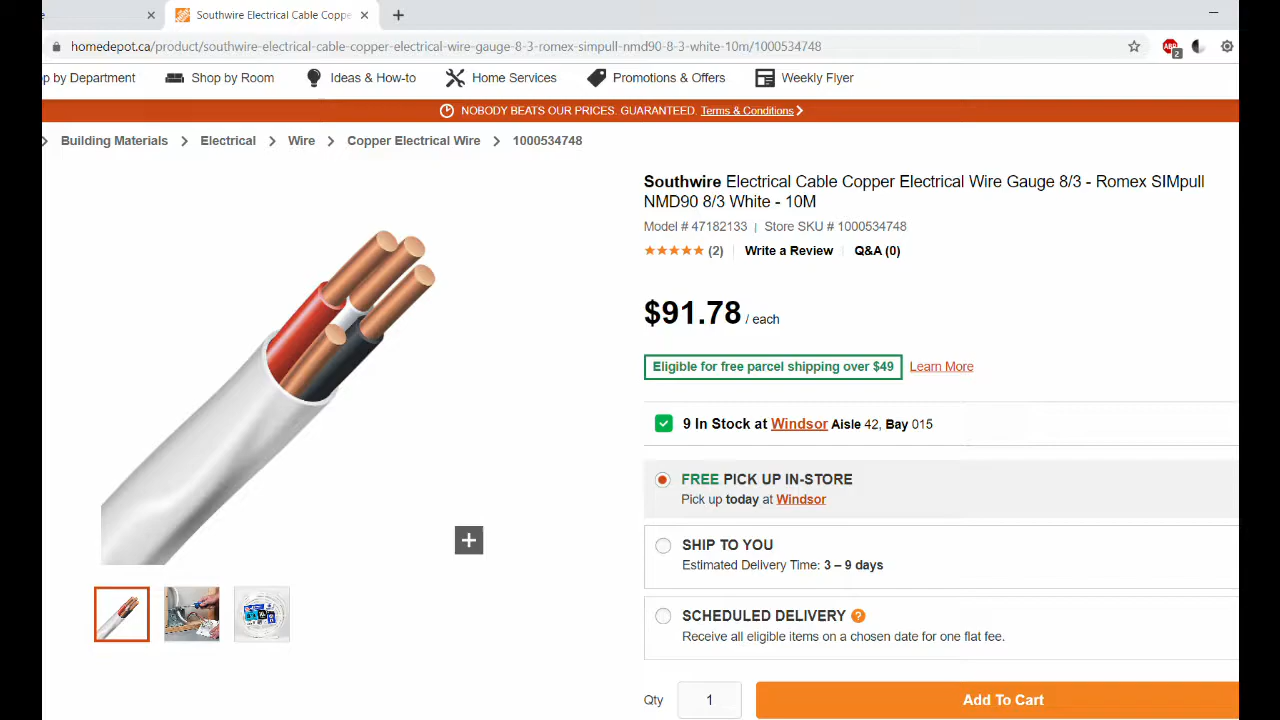 e
Southwire Electrical Cable Coppe
homedepot.ca/product/southwire-electrical-cable-copper-electrical-wire-gauge-8-3-romex-simpull-nmd90-8-3-white-10m/1000534748
ABP
2
op by Department
Shop by Room
Ideas & How-to
Home Services
Promotions & Offers
Weekly Flyer
NOBODY BEATS OUR PRICES. GUARANTEED. Terms & Conditions
Building Materials
Electrical
Wire
Copper Electrical Wire
1000534748
Southwire Electrical Cable Copper Electrical Wire Gauge 8/3 - Romex SIMpull
NMD90 8/3 White - 10M
Model # 47182133 | Store SKU # 1000534748
(2) Write a Review Q&A (0)
$91.78 / each
Eligible for free parcel shipping over $49 Learn More
9 In Stock at Windsor Aisle 42, Bay 015
FREE PICK UP IN-STORE
Pick up today at Windsor
SHIP TO YOU
Estimated Delivery Time: 3 – 9 days
SCHEDULED DELIVERY ?
Receive all eligible items on a chosen date for one flat fee.
Qty 1 Add To Cart